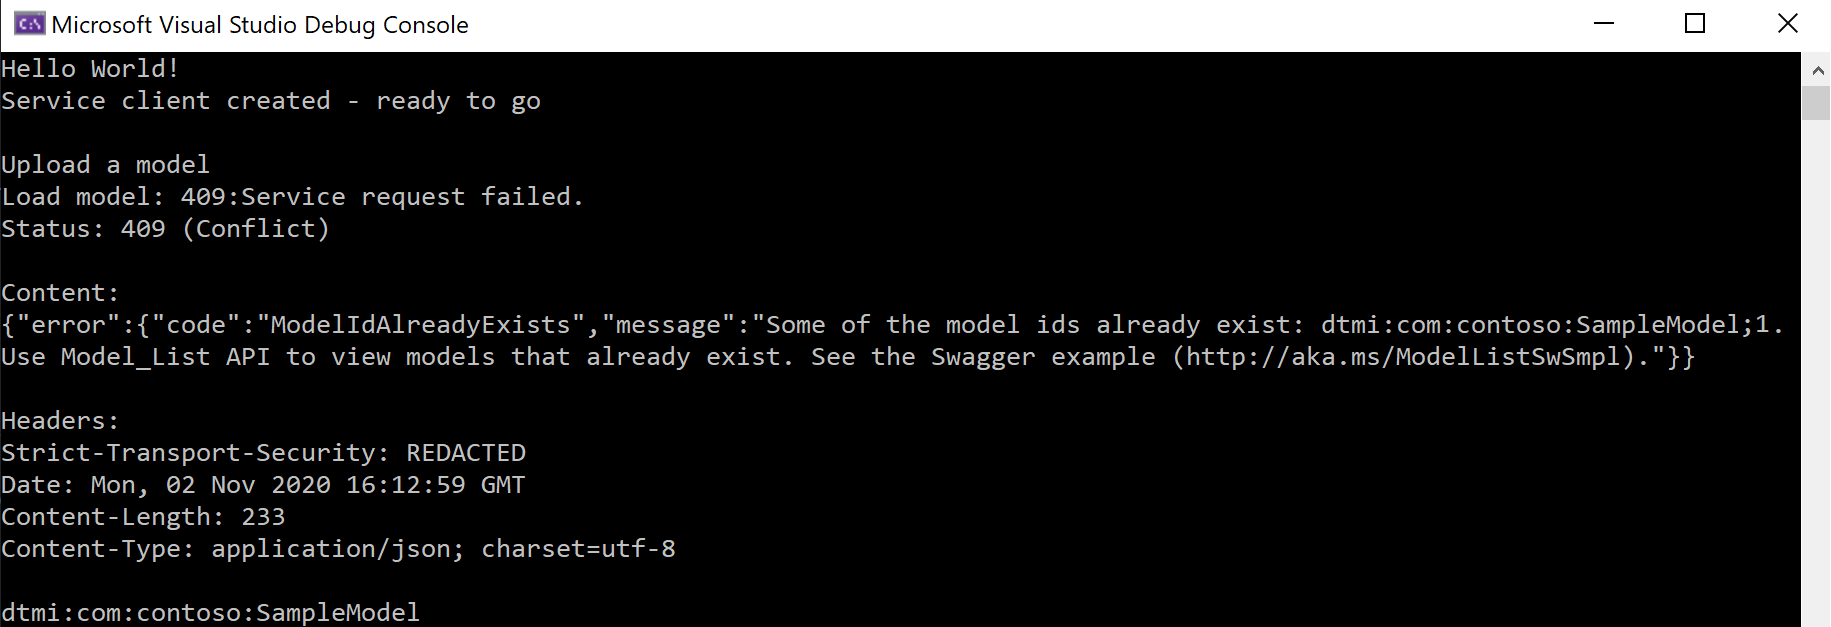 Microsoft Visual Studio Debug Console
Hello World!
Service client created - ready to go
Upload a model
Load model: 409:Service request failed.
Status: 409 (Conflict)
Content:
{"error":{"code":"ModelIdAlreadyExists","message":"Some of the model ids already exist: dtmi:com:contoso:SampleModel;1.
Use Model_List API to view models that already exist. See the Swagger example (http://aka.ms/ModelListSwSmpl)."}}
Headers:
Strict-Transport-Security: REDACTED
Date: Mon, 02 Nov 2020 16:12:59 GMT
Content-Length: 233
Content-Type: application/json; charset=utf-8
dtmi:com:contoso:SampleModel